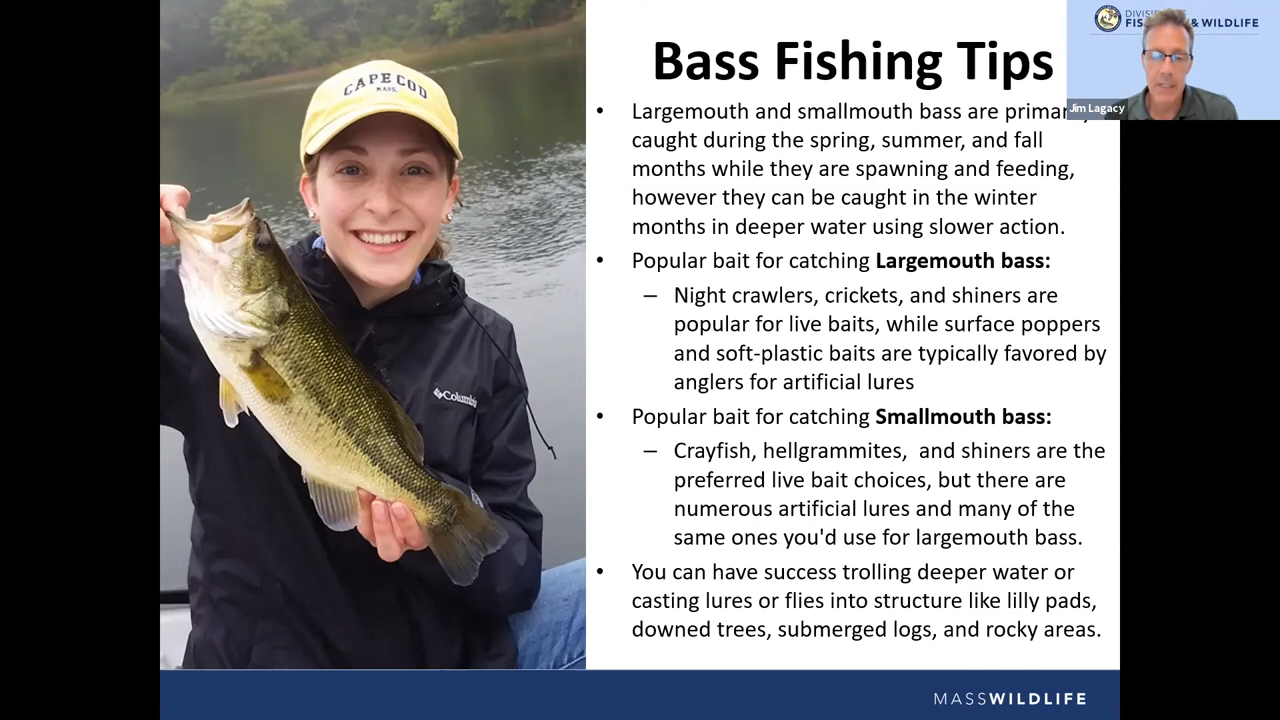 Bass Fishing Tips
DIVISION
FIS & WILDLIFE
Jim Lagacy
CAPE COD
MASS.
Columbia
• Largemouth and smallmouth bass are
caught during the spring, summer, and fall
months while they are spawning and feeding,
however they can be caught in the winter
months in deeper water using slower action.
• Popular bait for catching Largemouth bass:
– Night crawlers, crickets, and shiners are
popular for live baits, while surface poppers
and soft-plastic baits are typically favored by
anglers for artificial lures
• Popular bait for catching Smallmouth bass:
– Crayfish, hellgrammites, and shiners are the
preferred live bait choices, but there are
numerous artificial lures and many of the
same ones you'd use for largemouth bass.
• You can have success trolling deeper water or
casting lures or flies into structure like lilly pads,
downed trees, submerged logs, and rocky areas.
MASSWILDLIFE